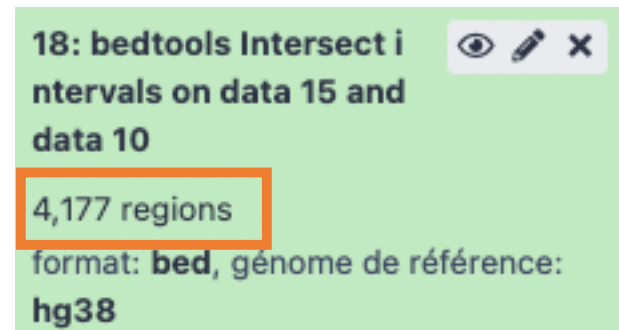 18: bedtools Intersect i
ntervals on data 15 and
data 10
4,177 regions
format: bed, génome de référence:
hg38